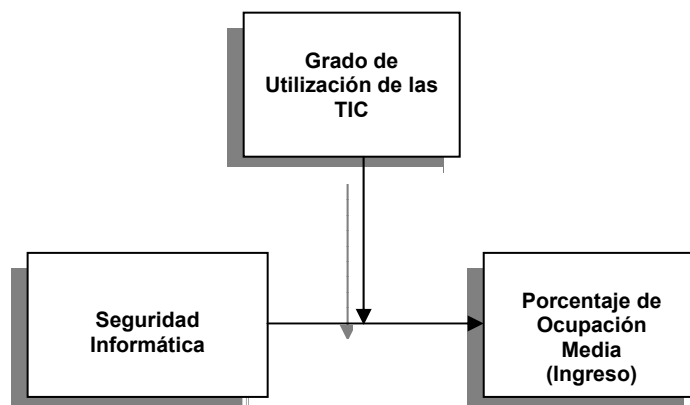 Grado de
Utilización de las
TIC
Seguridad
Informática
Porcentaje de
Ocupación
Media
(Ingreso)